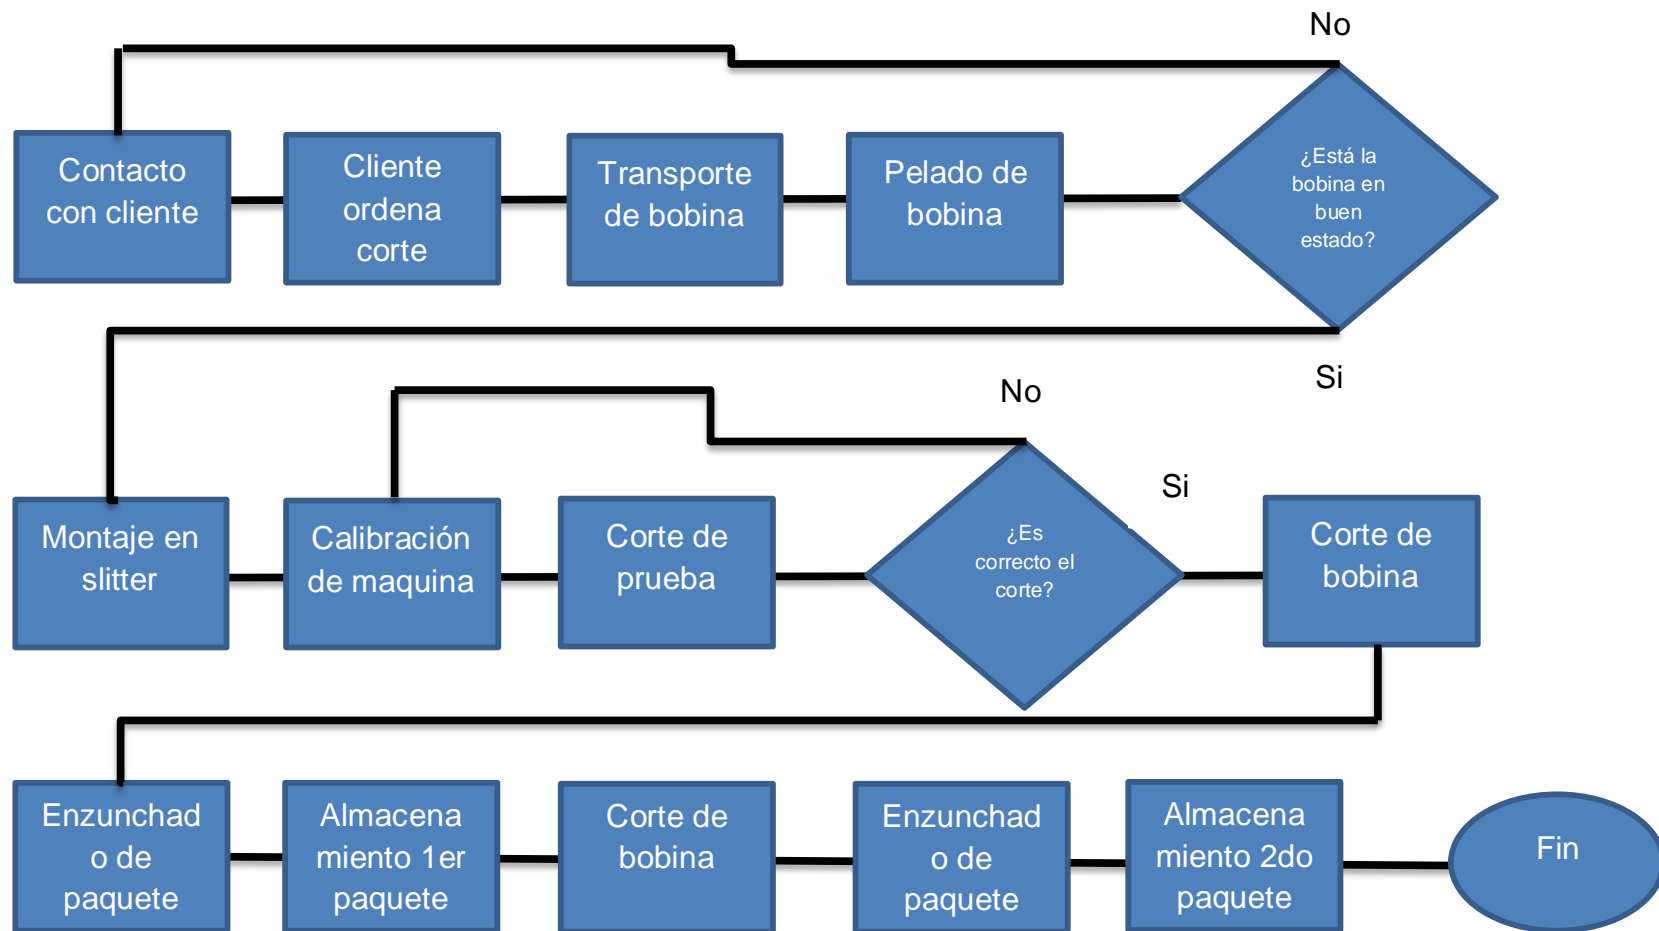 No
Contacto
con cliente
Cliente
ordena
corte
Transporte
de bobina
Pelado de
bobina
¿Está la
bobina en
buen
estado?
Si
No
Si
Montaje en
slitter
Calibración
de maquina
Corte de
prueba
¿Es
correcto el
corte?
Corte de
bobina
Enzunchad
o de
paquete
Almacena
miento 1er
paquete
Corte de
bobina
Enzunchad
o de
paquete
Almacena
miento 2do
paquete
Fin